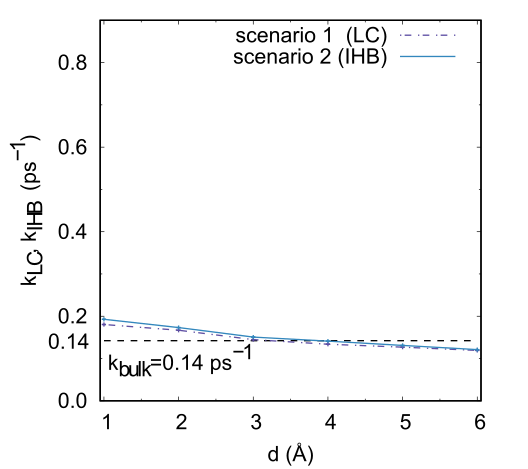 scenario 1 (LC)
scenario 2 (IHB)
0.8
0.6
0.4
0.2
0.14
0.0
k_LC, k_IHB (ps⁻¹)
k_bulk=0.14 ps⁻¹
1 2 3 4 5 6
d (Å)